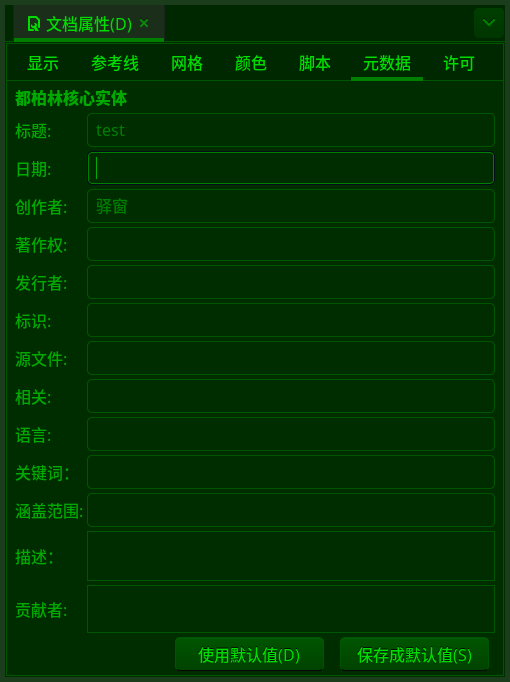 文档属性(D) ×
显示 参考线 网格 颜色 脚本 元数据 许可
都柏林核心实体
标题: test
日期:
创作者: 驿窗
著作权:
发行者:
标识:
源文件:
相关:
语言:
关键词:
涵盖范围:
描述:
贡献者:
使用默认值(D) 保存成默认值(S)